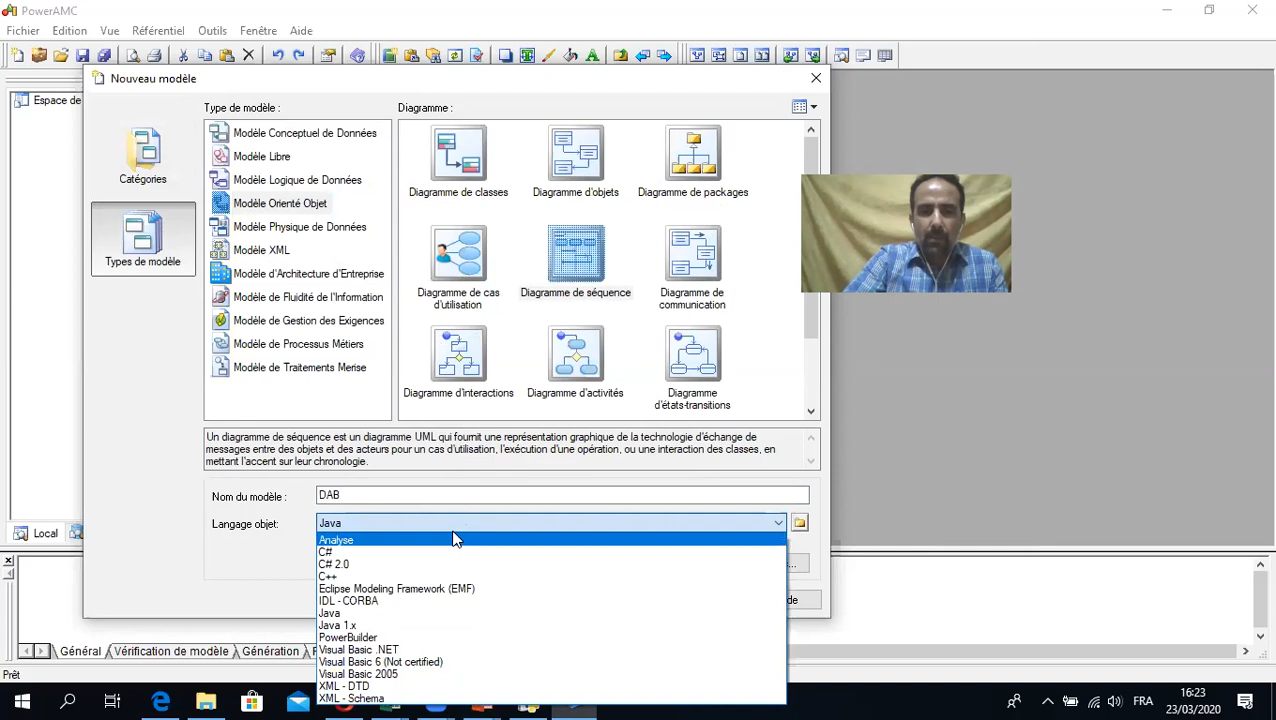 PowerAMC
Fichier Edition Vue Référentiel Outils Fenêtre Aide
Nouveau modèle
Espace de
Catégories
Types de modèle
Type de modèle :
Modèle Conceptuel de Données
Modèle Libre
Modèle Logique de Données
Modèle Orienté Objet
Modèle Physique de Données
Modèle XML
Modèle d'Architecture d'Entreprise
Modèle de Fluidité de l'Information
Modèle de Gestion des Exigences
Modèle de Processus Métiers
Modèle de Traitements Merise
Diagramme :
Diagramme de classes
Diagramme d'objets
Diagramme de packages
Diagramme de cas
d'utilisation
Diagramme de séquence
Diagramme de
communication
Diagramme d'interactions
Diagramme d'activités
Diagramme
d'états-transitions
Un diagramme de séquence est un diagramme UML qui fournit une représentation graphique de la technologie d'échange de
messages entre des objets et des acteurs pour un cas d'utilisation, l'exécution d'une opération, ou une interaction des classes, en
mettant l'accent sur leur chronologie.
Nom du modèle : DAB
Langage objet: Java
Analyse
C#
C# 2.0
C++
Eclipse Modeling Framework (EMF)
IDL - CORBA
Java
Java 1.x
PowerBuilder
Visual Basic .NET
Visual Basic 6 (Not certified)
Visual Basic 2005
XML - DTD
XML - Schema
...
de
Local
Général Vérification de modèle Génération
Prêt
FRA
16:23
23/03/2020